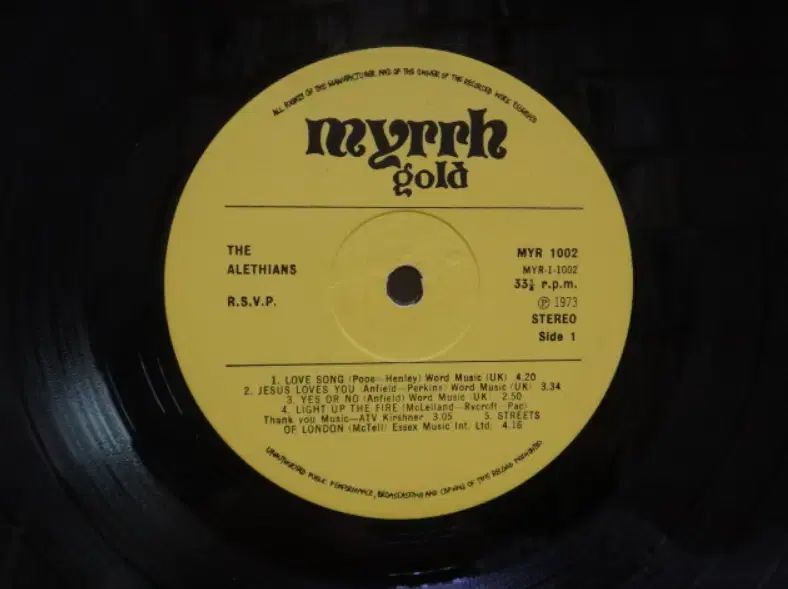 ALL RIGHTS OF THE MANUFACTURER AND OF THE OWNER OF THE RECORDED WORK RESERVED
myrrh
gold
THE
ALETHIANS
R.S.V.P.
MYR 1002
MYR-1-1002
33⅓ r.p.m.
Ⓟ 1973
STEREO
Side 1
1. LOVE SONG (Pope—Henley) Word Music (UK) 4.20
2. JESUS LOVES YOU (Anfield—Perkins) Word Music (UK) 3.34
3. YES OR NO (Anfield) Word Music (UK) 2.50
4. LIGHT UP THE FIRE (McLelland—Rycroft—Pac)
Thank you Music—ATV Kirshner 3.05 5. STREETS
OF LONDON (McTell) Essex Music Int. Ltd. 4.16
UNAUTHORISED PUBLIC PERFORMANCE, BROADCASTING AND COPYING OF THIS RECORD PROHIBITED